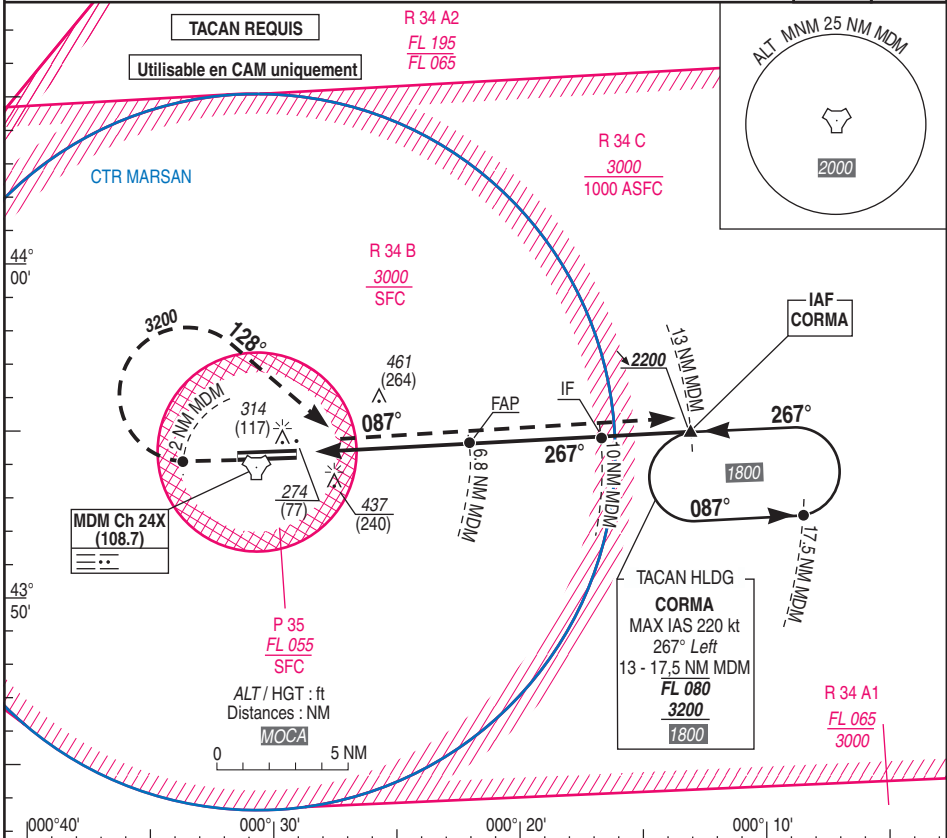 R 34 A2
FL 195
FL 065
TACAN REQUIS
Utilisable en CAM uniquement
ALT MNM 25 NM MDM
2000
R 34 C
3000
1000 ASFC
CTR MARSAN
R 34 B
3000
SFC
44°
00'
IAF
CORMA
3200
128°
2200
13 NM MDM
461
(264)
IF
FAP
087°
2 NM MDM
314
(117)
267°
267°
6.8 NM MDM
10 NM MDM
1800
087°
17.5 NM MDM
274
(77)
437
(240)
MDM Ch 24X
(108.7)
43°
50'
TACAN HLDG
CORMA
MAX IAS 220 kt
267° Left
13 - 17,5 NM MDM
FL 080
3200
1800
P 35
FL 055
SFC
ALT / HGT : ft
Distances : NM
MOCA
0 5 NM
R 34 A1
FL 065
3000
000°40'
000°30'
000°20'
000°10'